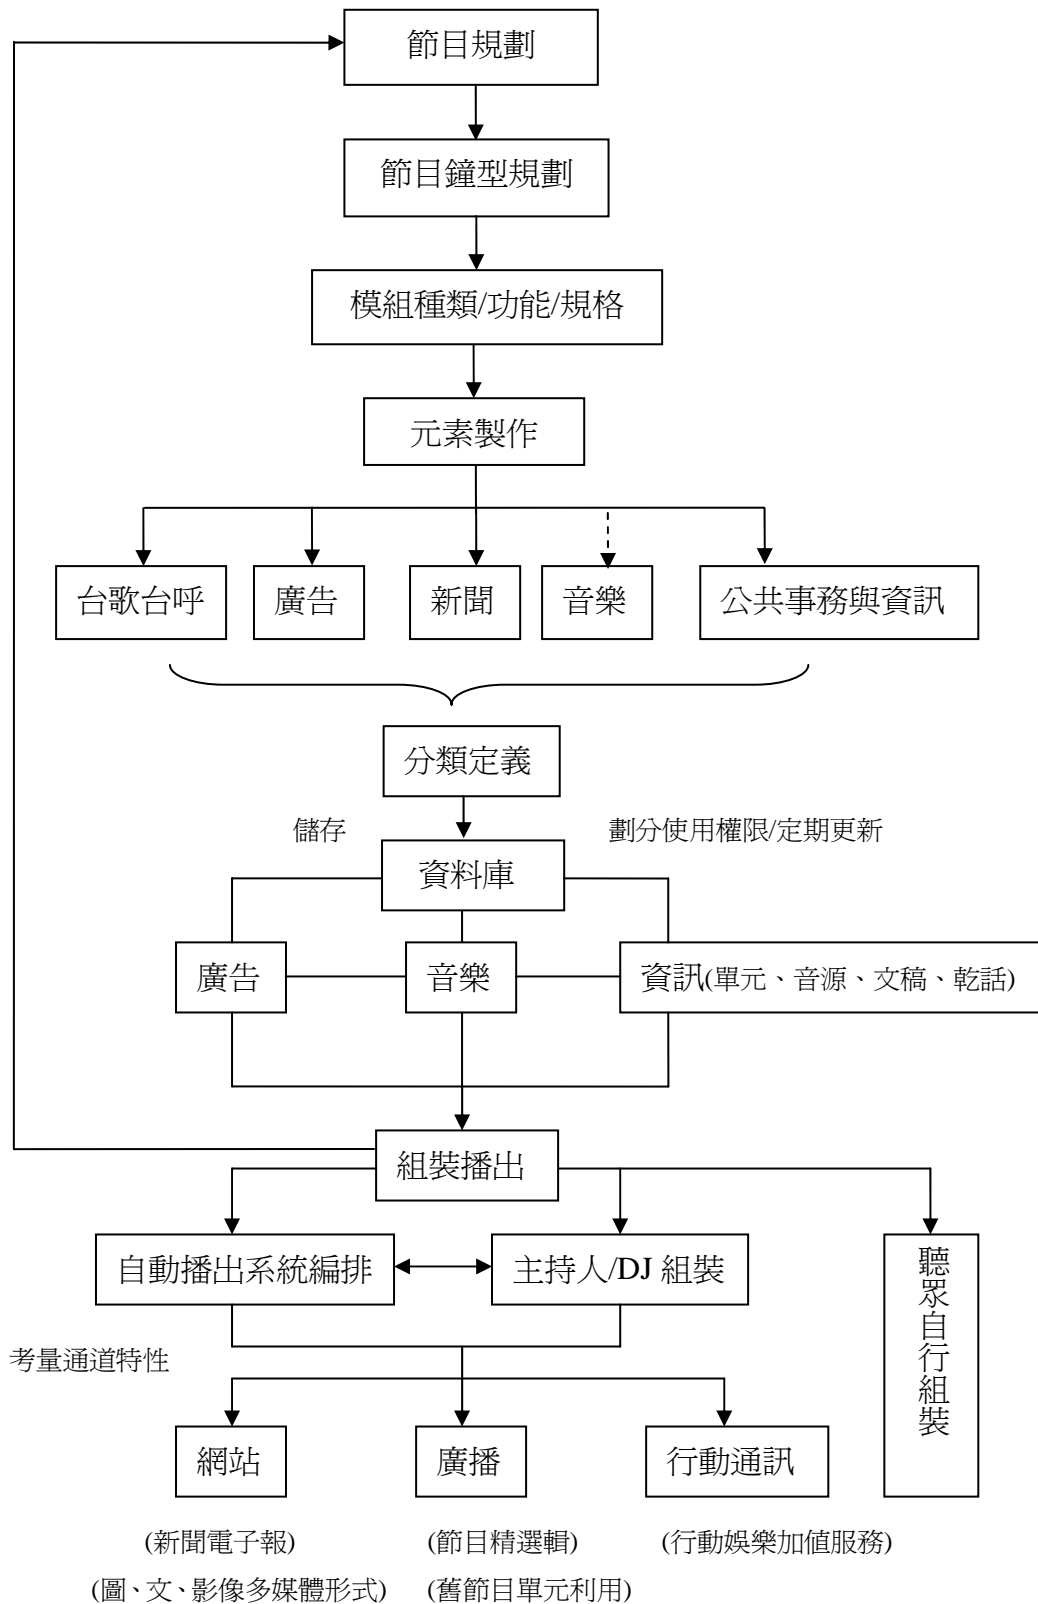 節目規劃
節目鐘型規劃
模組種類/功能/規格
元素製作
台歌台呼
廣告
新聞
音樂
公共事務與資訊
分類定義
儲存
劃分使用權限/定期更新
資料庫
廣告
音樂
資訊(單元、音源、文稿、乾話)
組裝播出
自動播出系統編排
主持人/DJ 組裝
聽眾自行組裝
考量通道特性
網站
廣播
行動通訊
(新聞電子報)
(節目精選輯)
(行動娛樂加值服務)
(圖、文、影像多媒體形式)
(舊節目單元利用)